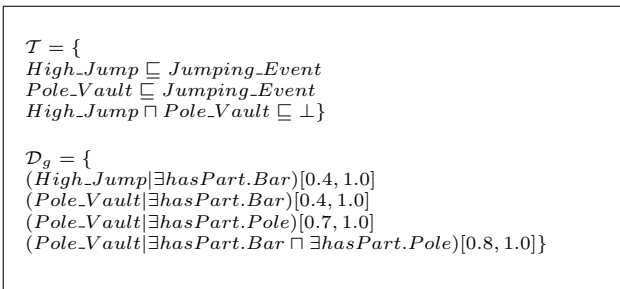 𝒯 = {
High_Jump ⊑ Jumping_Event
Pole_Vault ⊑ Jumping_Event
High_Jump ⊓ Pole_Vault ⊑ ⊥}
𝒟g = {
(High_Jump|∃hasPart.Bar)[0.4, 1.0]
(Pole_Vault|∃hasPart.Bar)[0.4, 1.0]
(Pole_Vault|∃hasPart.Pole)[0.7, 1.0]
(Pole_Vault|∃hasPart.Bar ⊓ ∃hasPart.Pole)[0.8, 1.0]}